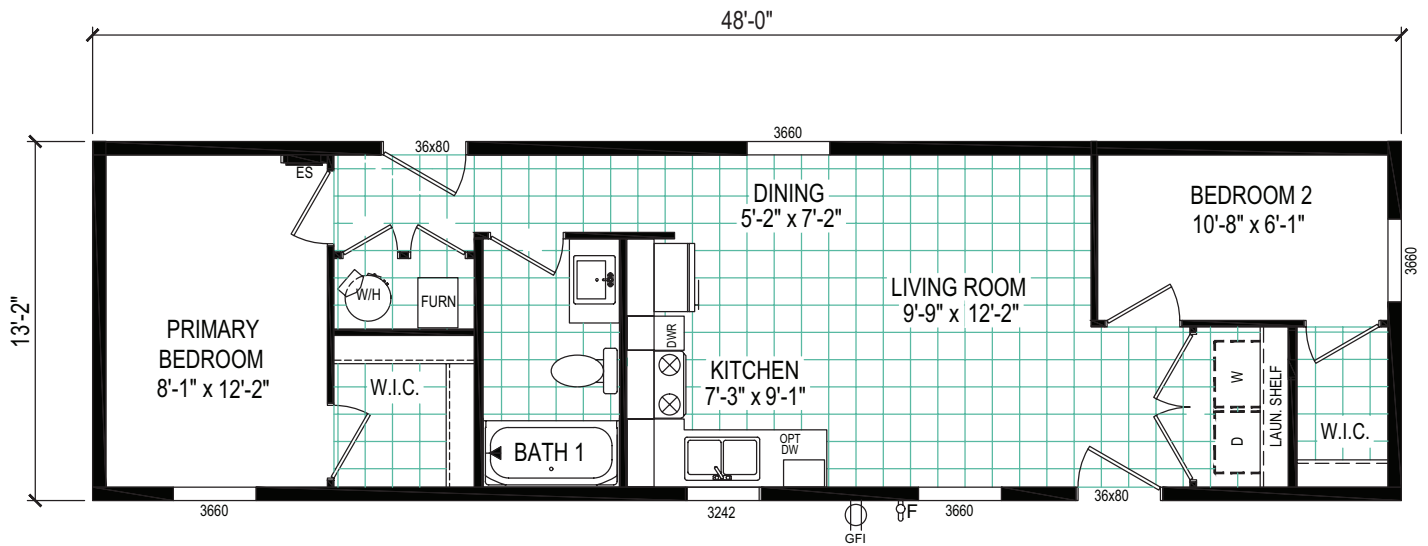 48'-0"
13'-2"
36x80
3660
ES
DINING
5'-2" x 7'-2"
BEDROOM 2
10'-8" x 6'-1"
3660
W/H
FURN
LIVING ROOM
9'-9" x 12'-2"
PRIMARY
BEDROOM
8'-1" x 12'-2"
DWR
KITCHEN
7'-3" x 9'-1"
W.I.C.
W
D
LAUN. SHELF
W.I.C.
BATH 1
OPT
DW
3660
3242
GFI
F
3660
36x80